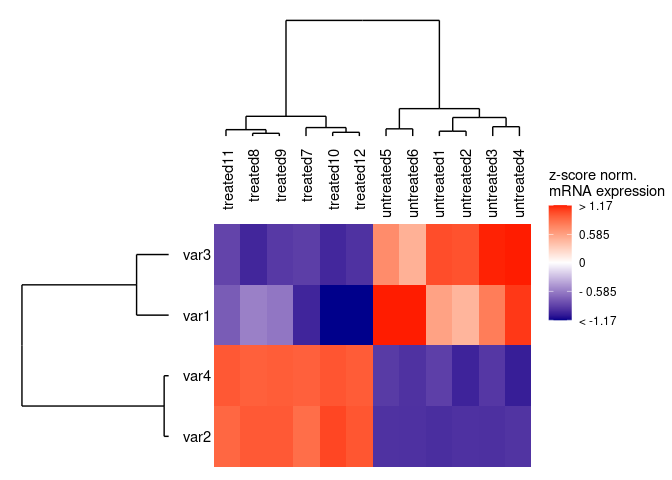 treated11
treated8
treated9
treated7
treated10
treated12
untreated5
untreated6
untreated1
untreated2
untreated3
untreated4
z-score norm.
mRNA expression
> 1.17
0.585
0
- 0.585
< -1.17
var3
var1
var4
var2